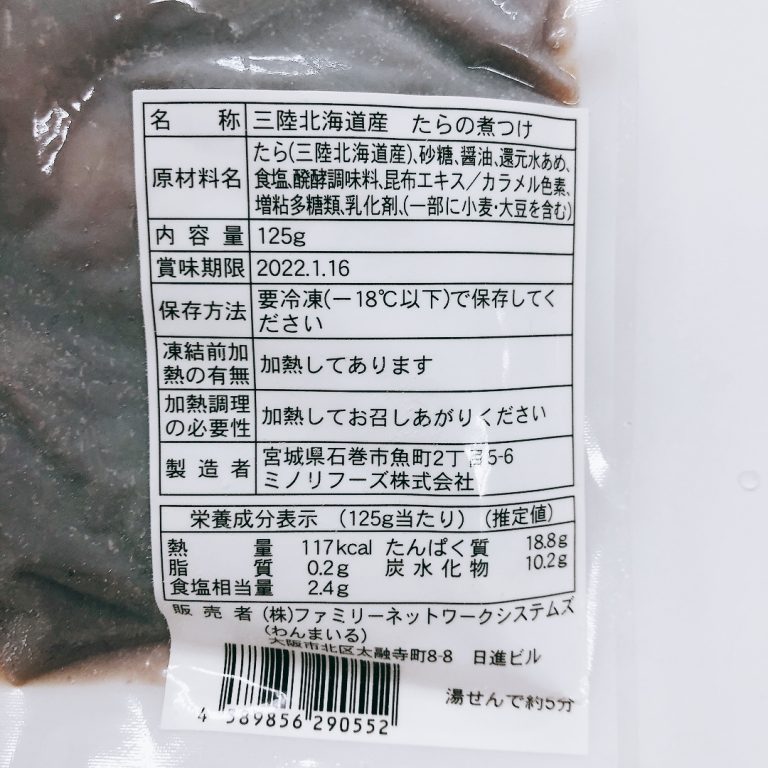 名 称 三陸北海道産 たらの煮つけ
原材料名 たら(三陸北海道産)、砂糖、醤油、還元水あめ、
食塩、醗酵調味料、昆布エキス／カラメル色素、
増粘多糖類、乳化剤、(一部に小麦・大豆を含む)
内容量 125g
賞味期限 2022.1.16
保存方法 要冷凍(－18℃以下)で保存してく
ださい
凍結前加
熱の有無 加熱してあります
加熱調理
の必要性 加熱してお召しあがりください
製造者 宮城県石巻市魚町2丁目5-6
ミノリフーズ株式会社
栄養成分表示 (125g当たり) (推定値)
熱 量 117kcal たんぱく質 18.8g
脂 質 0.2g 炭水化物 10.2g
食塩相当量 2.4g
販売者 (株)ファミリーネットワークシステムズ
(わんまいる)
大阪市北区太融寺町8-8 日進ビル
湯せんで約5分
4 589856 290552